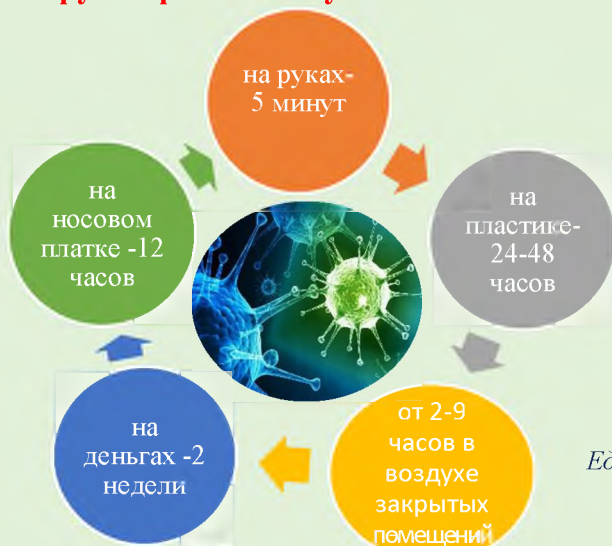 на руках-
5 минут
на
пластике-
24-48
часов
от 2-9
часов в
воздухе
закрытых
помещений
на
деньгах -2
недели
на
носовом
платке -12
часов